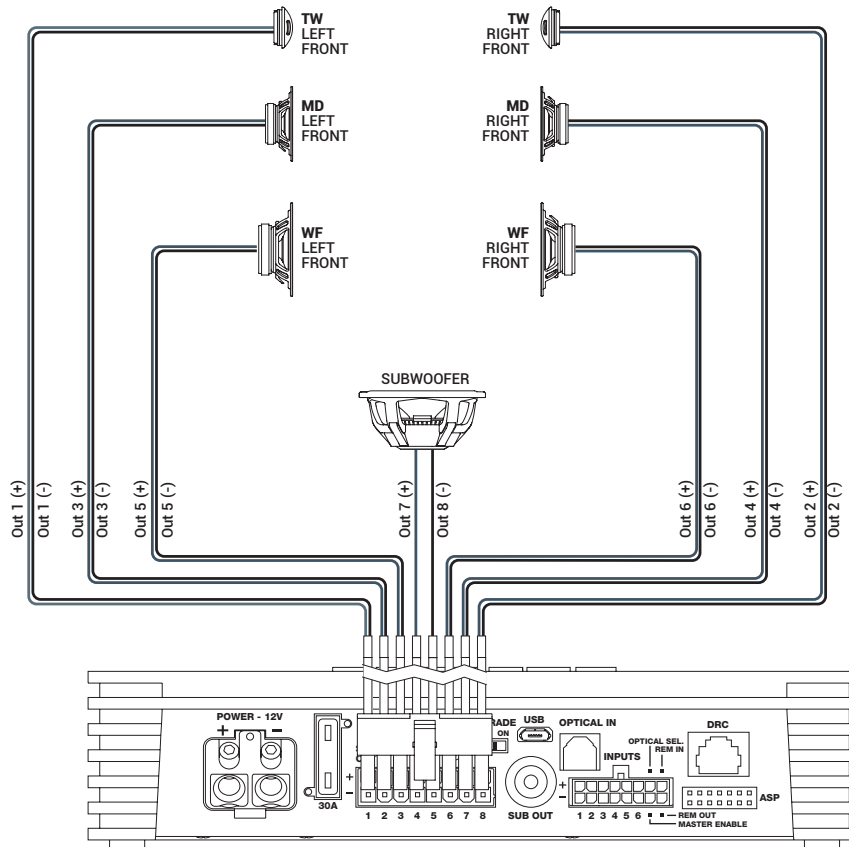 TW
LEFT
FRONT
TW
RIGHT
FRONT
MD
LEFT
FRONT
MD
RIGHT
FRONT
WF
LEFT
FRONT
WF
RIGHT
FRONT
SUBWOOFER
Out 1 (+)
Out 1 (-)
Out 3 (+)
Out 3 (-)
Out 5 (+)
Out 5 (-)
Out 7 (+)
Out 8 (-)
Out 6 (+)
Out 6 (-)
Out 4 (+)
Out 4 (-)
Out 2 (+)
Out 2 (-)
POWER - 12V
+ -
30A
+
-
1 2 3 4 5 6 7 8
RADE
ON
USB
SUB OUT
OPTICAL IN
INPUTS
+
-
1 2 3 4 5 6
OPTICAL SEL.
REM IN
DRC
ASP
REM OUT
MASTER ENABLE